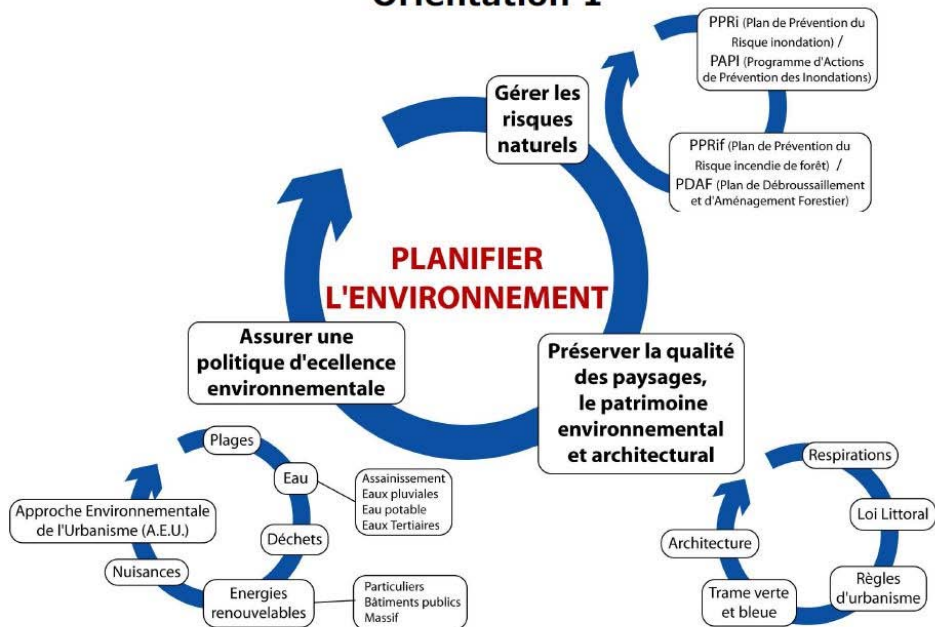 Orientation 1
PPRi (Plan de Prévention du
Risque inondation) /
PAPI (Programme d'Actions
de Prévention des Inondations)
Gérer les
risques
naturels
PPRif (Plan de Prévention du
Risque incendie de forêt) /
PDAF (Plan de Débroussaillement
et d'Aménagement Forestier)
PLANIFIER
L'ENVIRONNEMENT
Assurer une
politique d'ecellence
environnementale
Préserver la qualité
des paysages,
le patrimoine
environnemental
et architectural
Plages
Eau
Assainissement
Eaux pluviales
Eau potable
Eaux Tertiaires
Déchets
Energies
renouvelables
Particuliers
Bâtiments publics
Massif
Nuisances
Approche Environnementale
de l'Urbanisme (A.E.U.)
Respirations
Loi Littoral
Règles
d'urbanisme
Trame verte
et bleue
Architecture